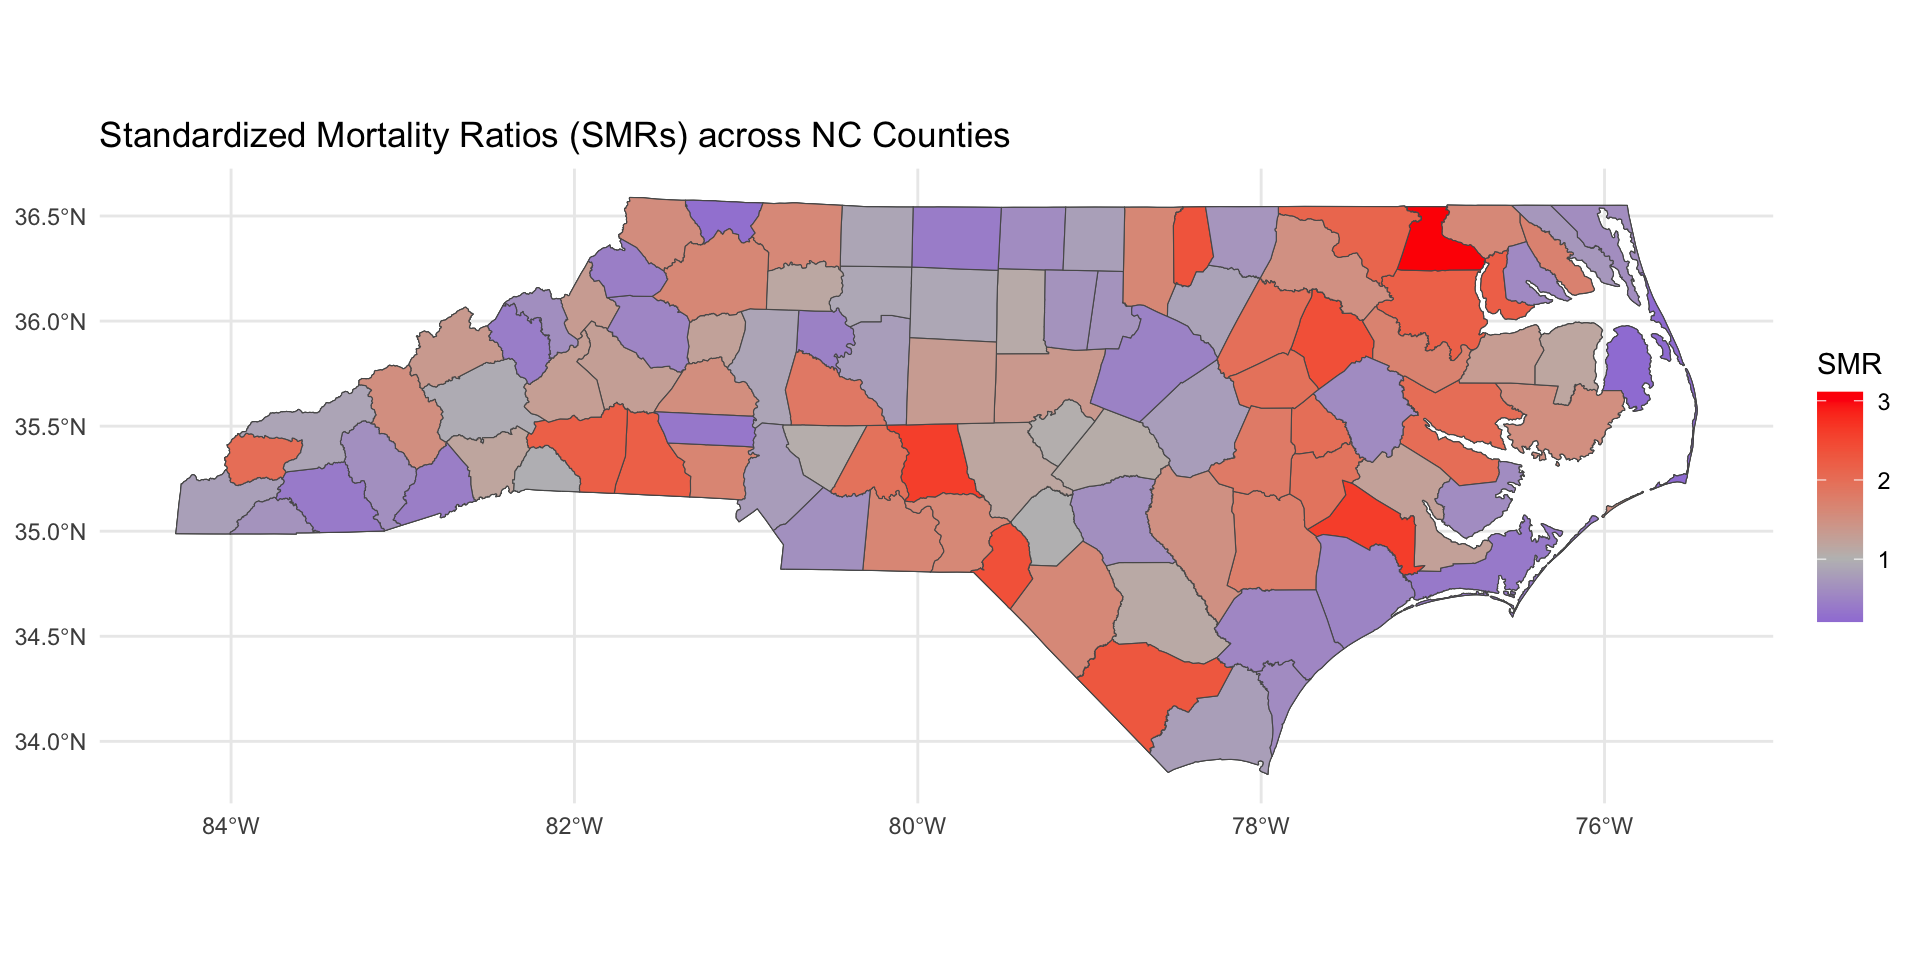 Standardized Mortality Ratios (SMRs) across NC Counties
36.5°N
36.0°N
35.5°N
35.0°N
34.5°N
34.0°N
84°W
82°W
80°W
78°W
76°W
SMR
3
2
1